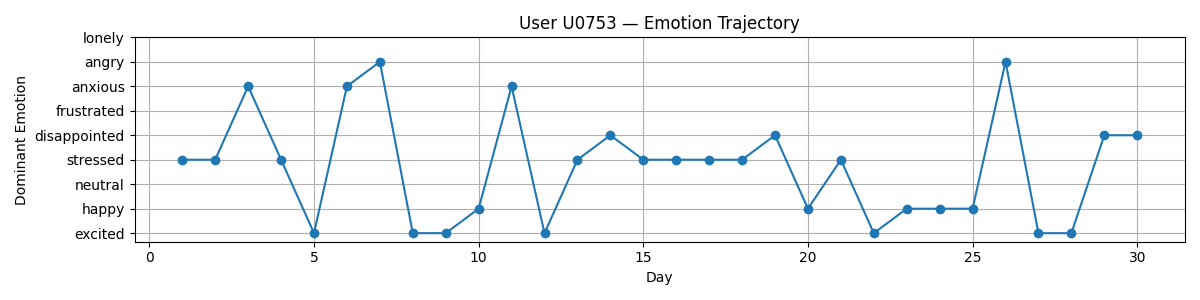 User U0753 — Emotion Trajectory
Dominant Emotion
lonely
angry
anxious
frustrated
disappointed
stressed
neutral
happy
excited
0 5 10 15 20 25 30
Day